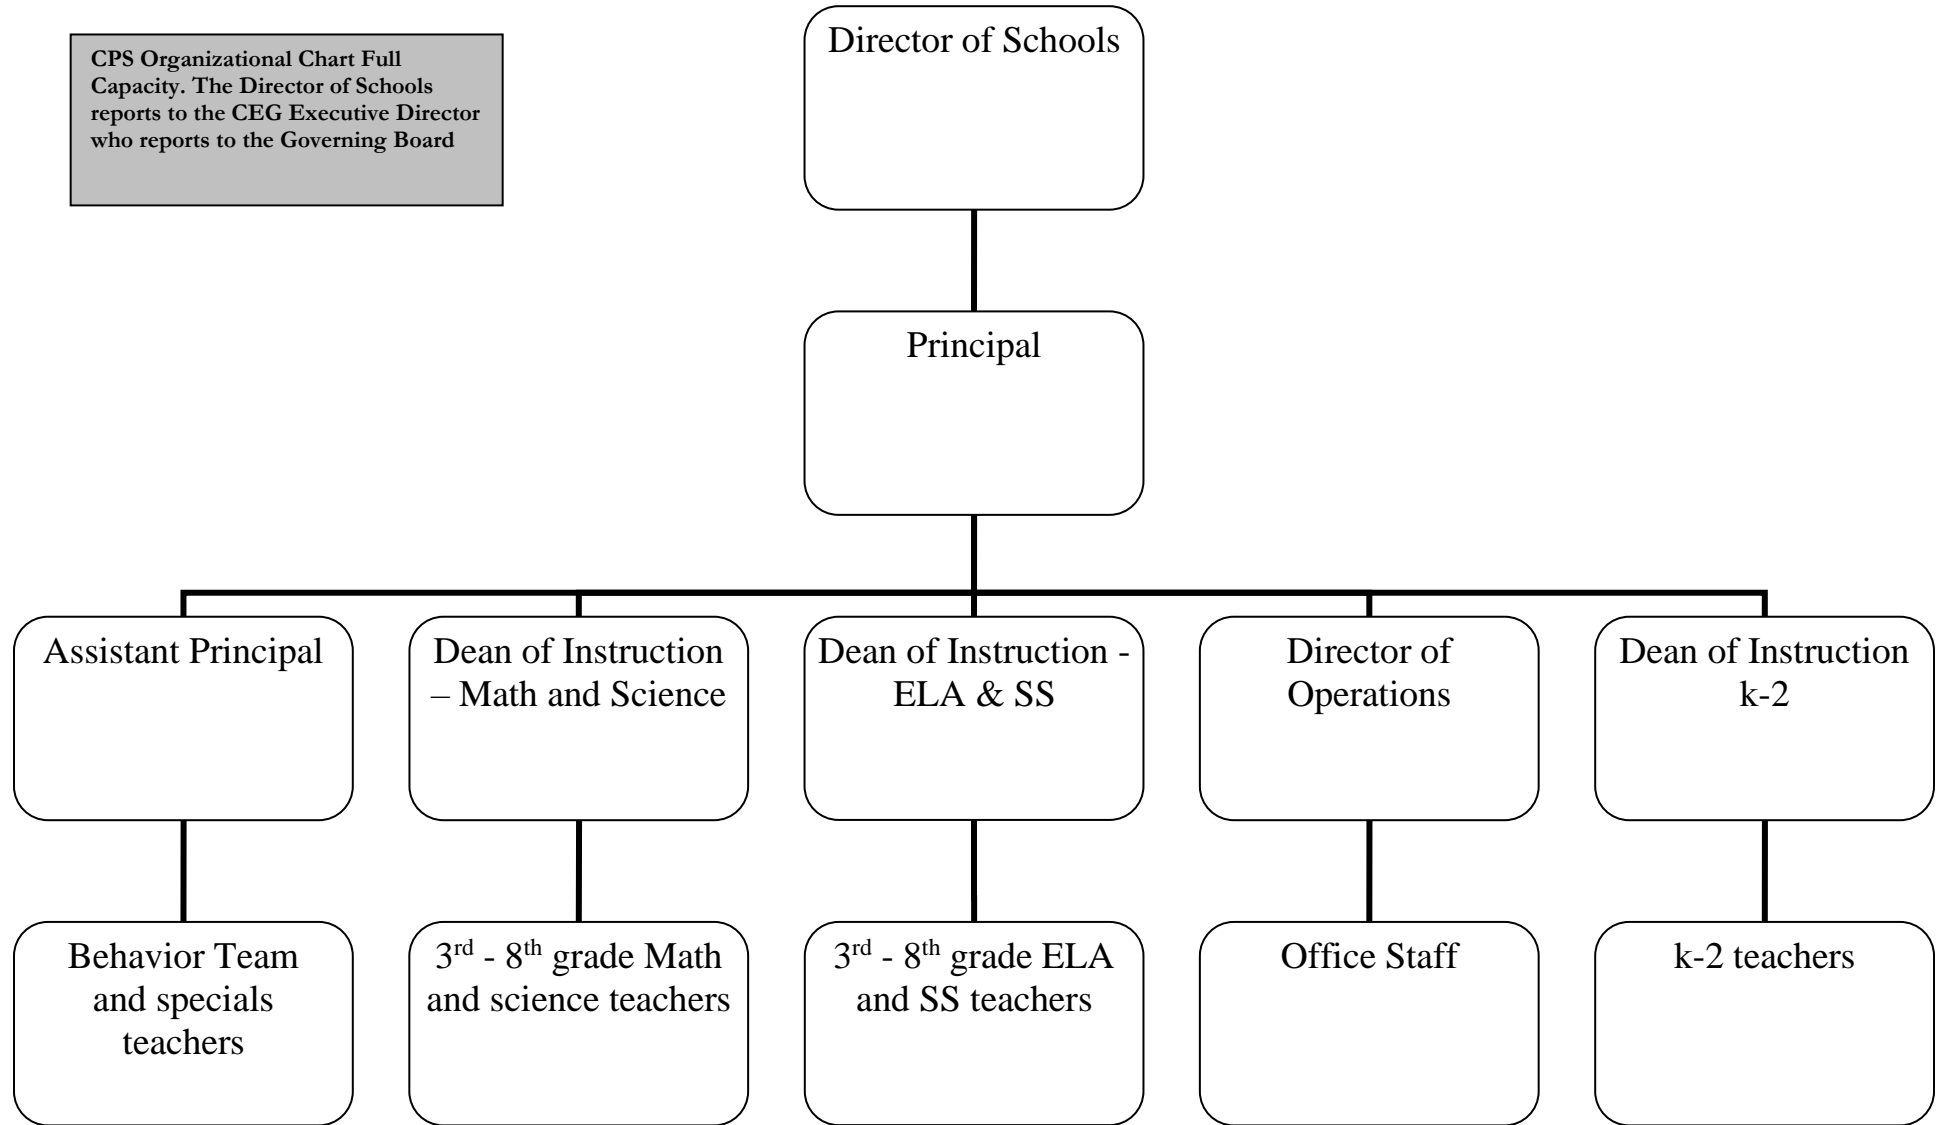 CPS Organizational Chart Full
Capacity. The Director of Schools
reports to the CEG Executive Director
who reports to the Governing Board
Director of Schools
Principal
Assistant Principal
Dean of Instruction
– Math and Science
Dean of Instruction -
ELA & SS
Director of
Operations
Dean of Instruction
k-2
Behavior Team
and specials
teachers
3rd - 8th grade Math
and science teachers
3rd - 8th grade ELA
and SS teachers
Office Staff
k-2 teachers